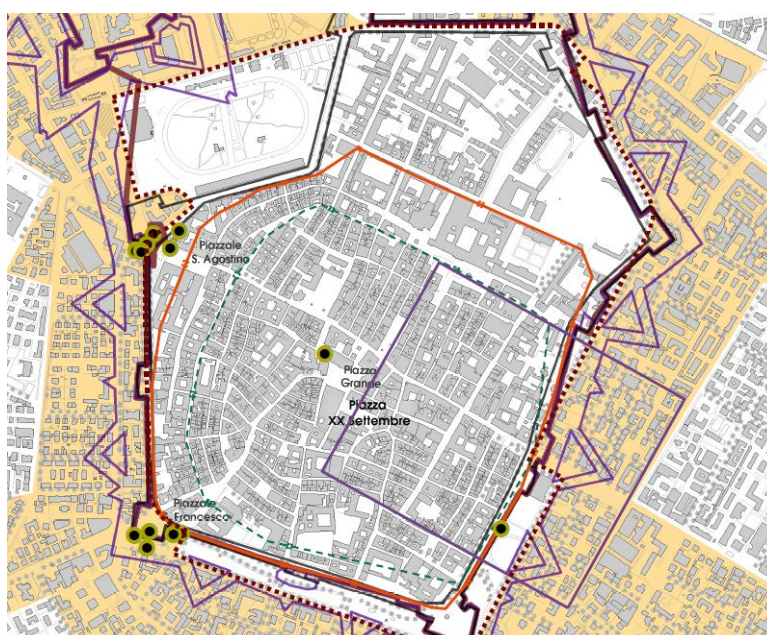 Piazzale
S. Agostino
Piazza
Grande
Piazza
XX Settembre
Piazzale
Francesco